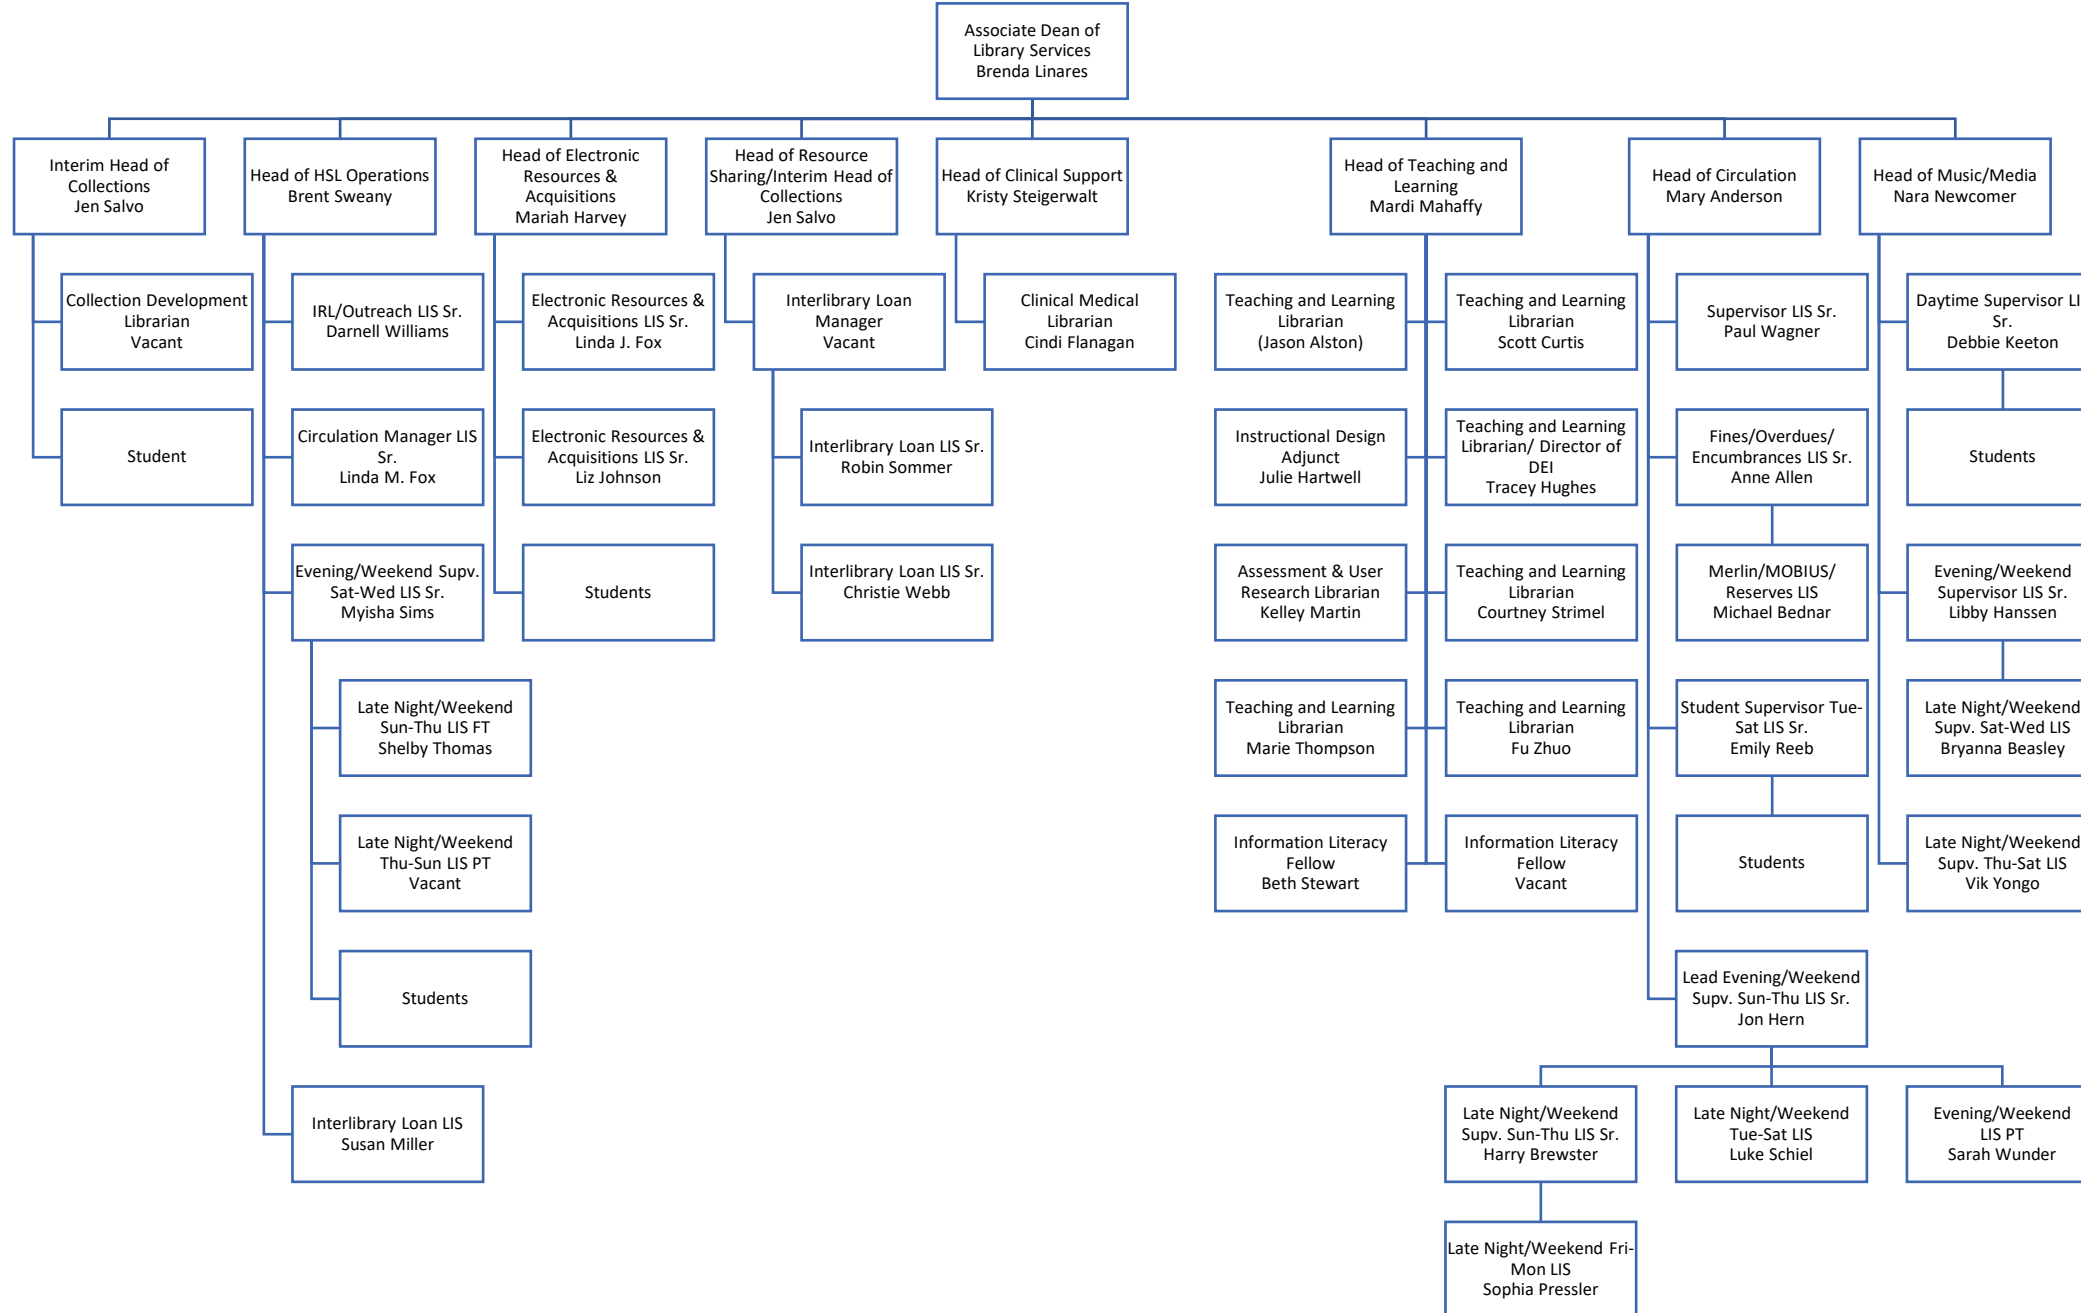 Associate Dean of
Library Services
Brenda Linares
Interim Head of
Collections
Jen Salvo
Head of HSL Operations
Brent Sweany
Head of Electronic
Resources &
Acquisitions
Mariah Harvey
Head of Resource
Sharing/Interim Head of
Collections
Jen Salvo
Head of Clinical Support
Kristy Steigerwalt
Head of Teaching and
Learning
Mardi Mahaffy
Head of Circulation
Mary Anderson
Head of Music/Media
Nara Newcomer
Collection Development
Librarian
Vacant
IRL/Outreach LIS Sr.
Darnell Williams
Electronic Resources &
Acquisitions LIS Sr.
Linda J. Fox
Interlibrary Loan
Manager
Vacant
Clinical Medical
Librarian
Cindi Flanagan
Teaching and Learning
Librarian
(Jason Alston)
Teaching and Learning
Librarian
Scott Curtis
Supervisor LIS Sr.
Paul Wagner
Daytime Supervisor LI
Sr.
Debbie Keeton
Student
Circulation Manager LIS
Sr.
Linda M. Fox
Electronic Resources &
Acquisitions LIS Sr.
Liz Johnson
Interlibrary Loan LIS Sr.
Robin Sommer
Instructional Design
Adjunct
Julie Hartwell
Teaching and Learning
Librarian/ Director of
DEI
Tracey Hughes
Fines/Overdues/
Encumbrances LIS Sr.
Anne Allen
Students
Evening/Weekend Supv.
Sat-Wed LIS Sr.
Myisha Sims
Students
Interlibrary Loan LIS Sr.
Christie Webb
Assessment & User
Research Librarian
Kelley Martin
Teaching and Learning
Librarian
Courtney Strimel
Merlin/MOBIUS/
Reserves LIS
Michael Bednar
Evening/Weekend
Supervisor LIS Sr.
Libby Hanssen
Late Night/Weekend
Sun-Thu LIS FT
Shelby Thomas
Teaching and Learning
Librarian
Marie Thompson
Teaching and Learning
Librarian
Fu Zhuo
Student Supervisor Tue-
Sat LIS Sr.
Emily Reeb
Late Night/Weekend
Supv. Sat-Wed LIS
Bryanna Beasley
Late Night/Weekend
Thu-Sun LIS PT
Vacant
Information Literacy
Fellow
Beth Stewart
Information Literacy
Fellow
Vacant
Students
Late Night/Weekend
Supv. Thu-Sat LIS
Vik Yongo
Students
Lead Evening/Weekend
Supv. Sun-Thu LIS Sr.
Jon Hern
Interlibrary Loan LIS
Susan Miller
Late Night/Weekend
Supv. Sun-Thu LIS Sr.
Harry Brewster
Late Night/Weekend
Tue-Sat LIS
Luke Schiel
Evening/Weekend
LIS PT
Sarah Wunder
Late Night/Weekend Fri-
Mon LIS
Sophia Pressler